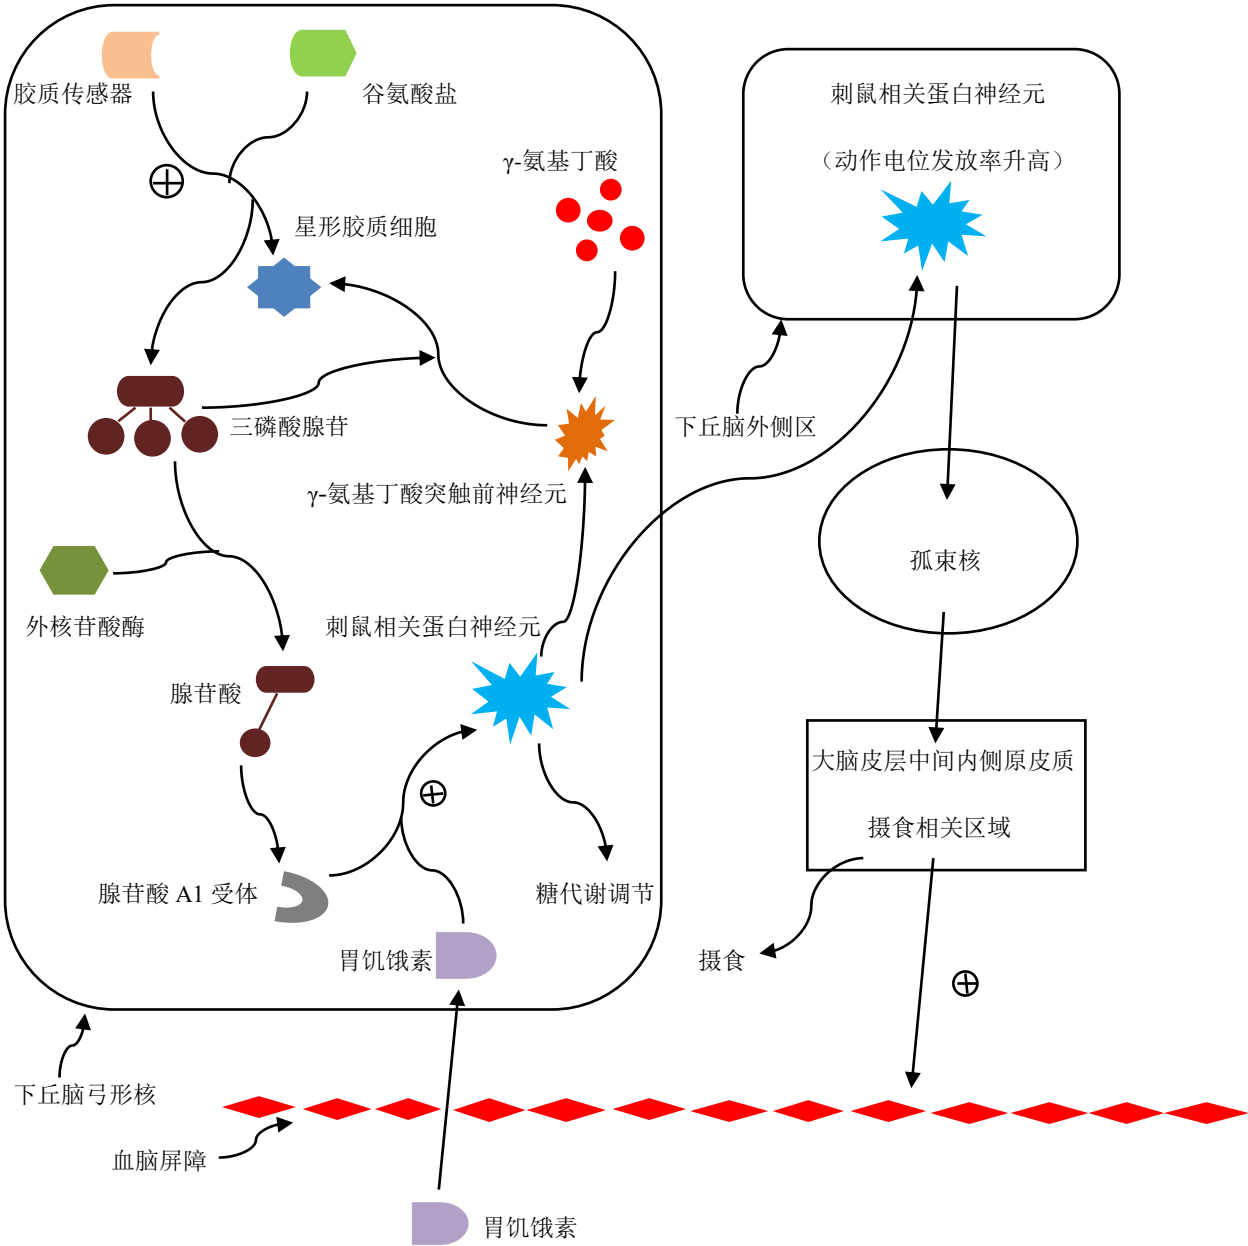 胶质传感器
谷氨酸盐
γ-氨基丁酸
星形胶质细胞
三磷酸腺苷
γ-氨基丁酸突触前神经元
外核苷酸酶
刺鼠相关蛋白神经元
腺苷酸
腺苷酸 A1 受体
糖代谢调节
胃饥饿素
下丘脑弓形核
血脑屏障
胃饥饿素
刺鼠相关蛋白神经元
（动作电位发放率升高）
下丘脑外侧区
孤束核
大脑皮层中间内侧原皮质
摄食相关区域
摄食